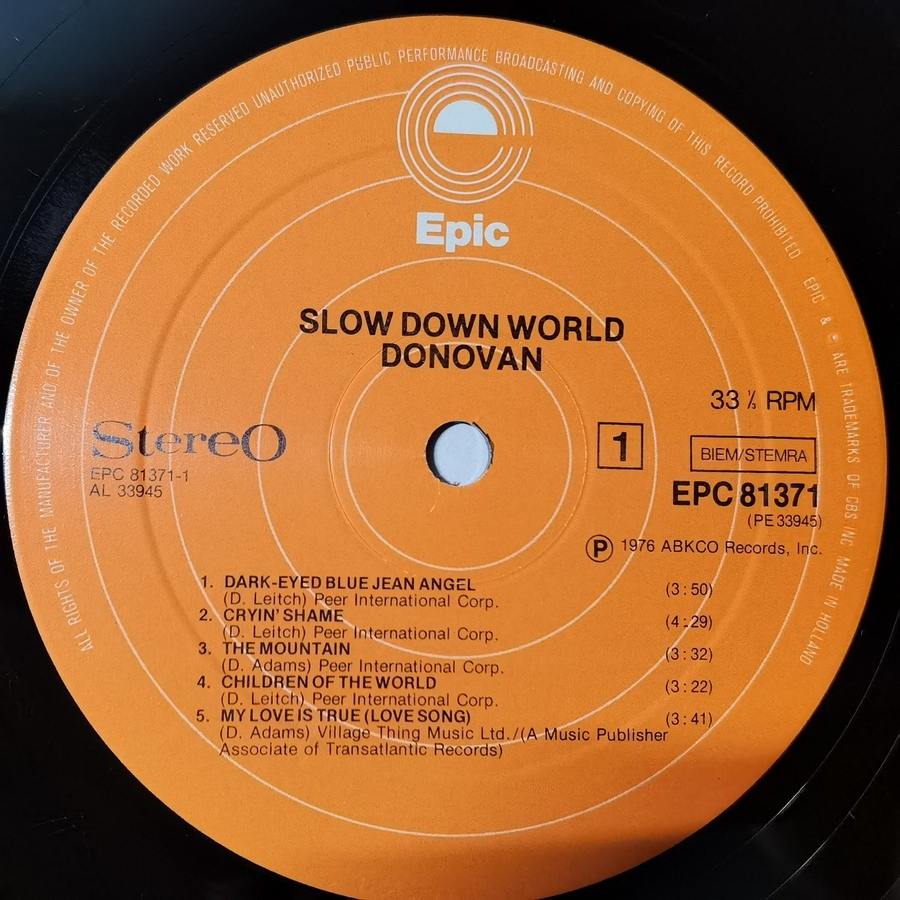 ALL RIGHTS OF THE MANUFACTURER AND OF THE OWNER OF THE RECORDED WORK RESERVED UNAUTHORIZED PUBLIC PERFORMANCE BROADCASTING AND COPYING OF THIS RECORD PROHIBITED EPIC & e ARE TRADEMARKS OF CBS INC. MADE IN HOLLAND
Epic
SLOW DOWN WORLD
DONOVAN
33 ⅓ RPM
Stereo
1
BIEM/STEMRA
EPC 81371-1
EPC 81371
AL 33945
(PE 33945)
Ⓟ 1976 ABKCO Records, Inc.
1. DARK-EYED BLUE JEAN ANGEL (3:50)
(D. Leitch) Peer International Corp.
2. CRYIN' SHAME (4:29)
(D. Leitch) Peer International Corp.
3. THE MOUNTAIN (3:32)
(D. Adams) Peer International Corp.
4. CHILDREN OF THE WORLD (3:22)
(D. Leitch) Peer International Corp.
5. MY LOVE IS TRUE (LOVE SONG) (3:41)
(D. Adams) Village Thing Music Ltd./(A Music Publisher
Associate of Transatlantic Records)